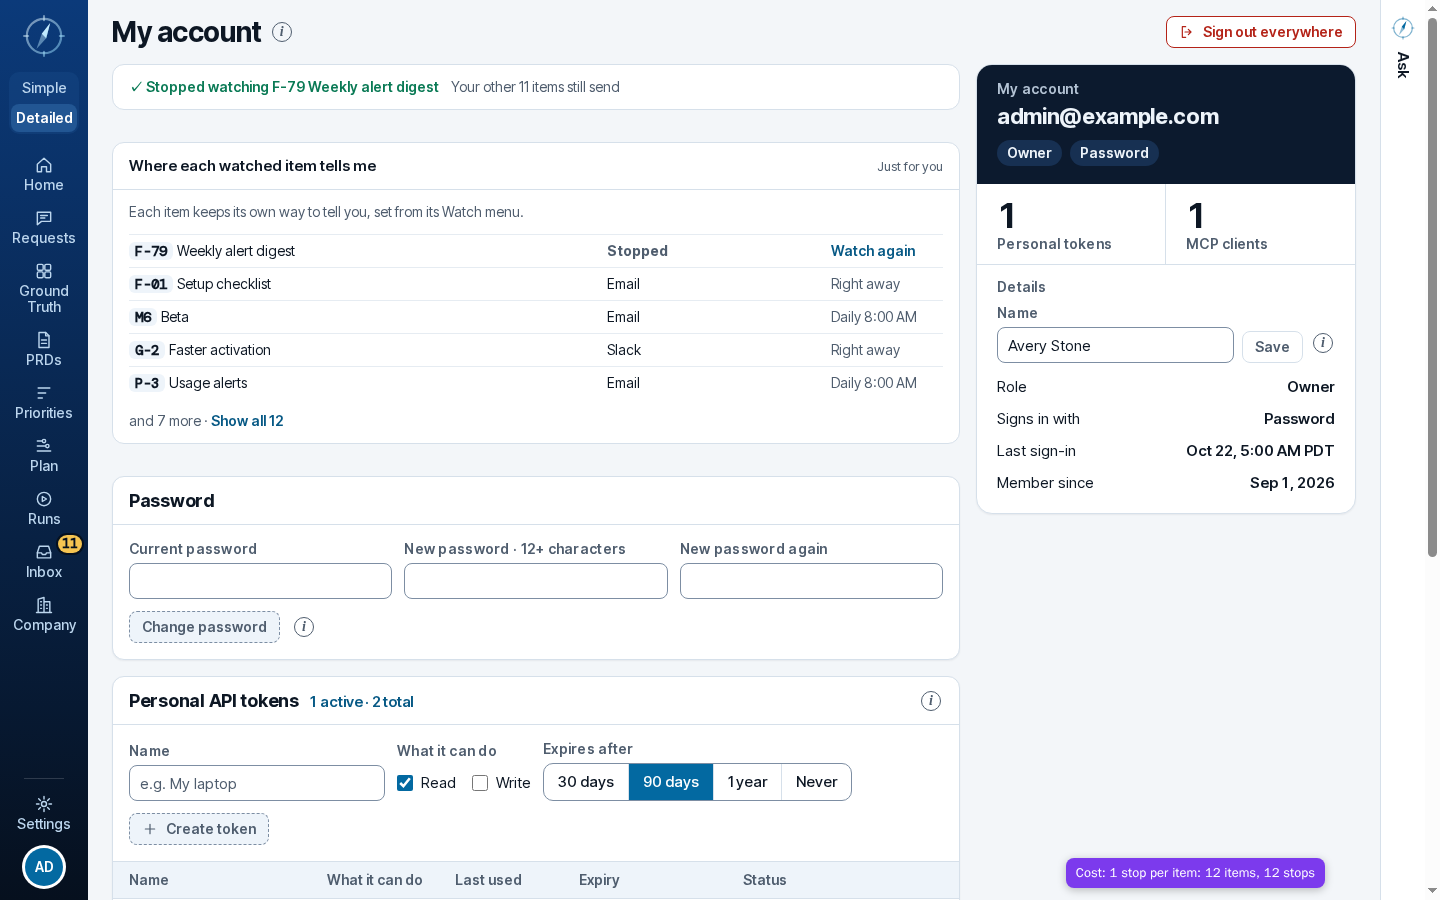 Simple
Detailed
Home
Requests
Ground
Truth
PRDs
Priorities
Plan
Runs
11
Inbox
Company
Settings
AD
My account
i
Sign out everywhere
✓ Stopped watching F-79 Weekly alert digest Your other 11 items still send
Where each watched item tells me Just for you
Each item keeps its own way to tell you, set from its Watch menu.
F-79 Weekly alert digest Stopped Watch again
F-01 Setup checklist Email Right away
M6 Beta Email Daily 8:00 AM
G-2 Faster activation Slack Right away
P-3 Usage alerts Email Daily 8:00 AM
and 7 more · Show all 12
Password
Current password New password · 12+ characters New password again
Change password i
Personal API tokens 1 active · 2 total i
Name What it can do Expires after
e.g. My laptop Read Write 30 days 90 days 1 year Never
+ Create token
Name What it can do Last used Expiry Status
My account
admin@example.com
Owner Password
1 1
Personal tokens MCP clients
Details
Name
Avery Stone Save i
Role Owner
Signs in with Password
Last sign-in Oct 22, 5:00 AM PDT
Member since Sep 1, 2026
Cost: 1 stop per item: 12 items, 12 stops
Ask